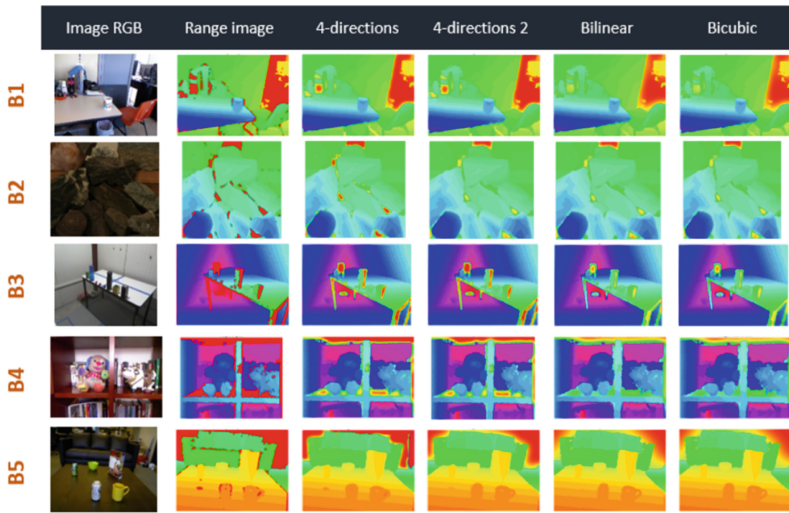 Image RGB Range image 4-directions 4-directions 2 Bilinear Bicubic
B1
B2
B3
B4
B5